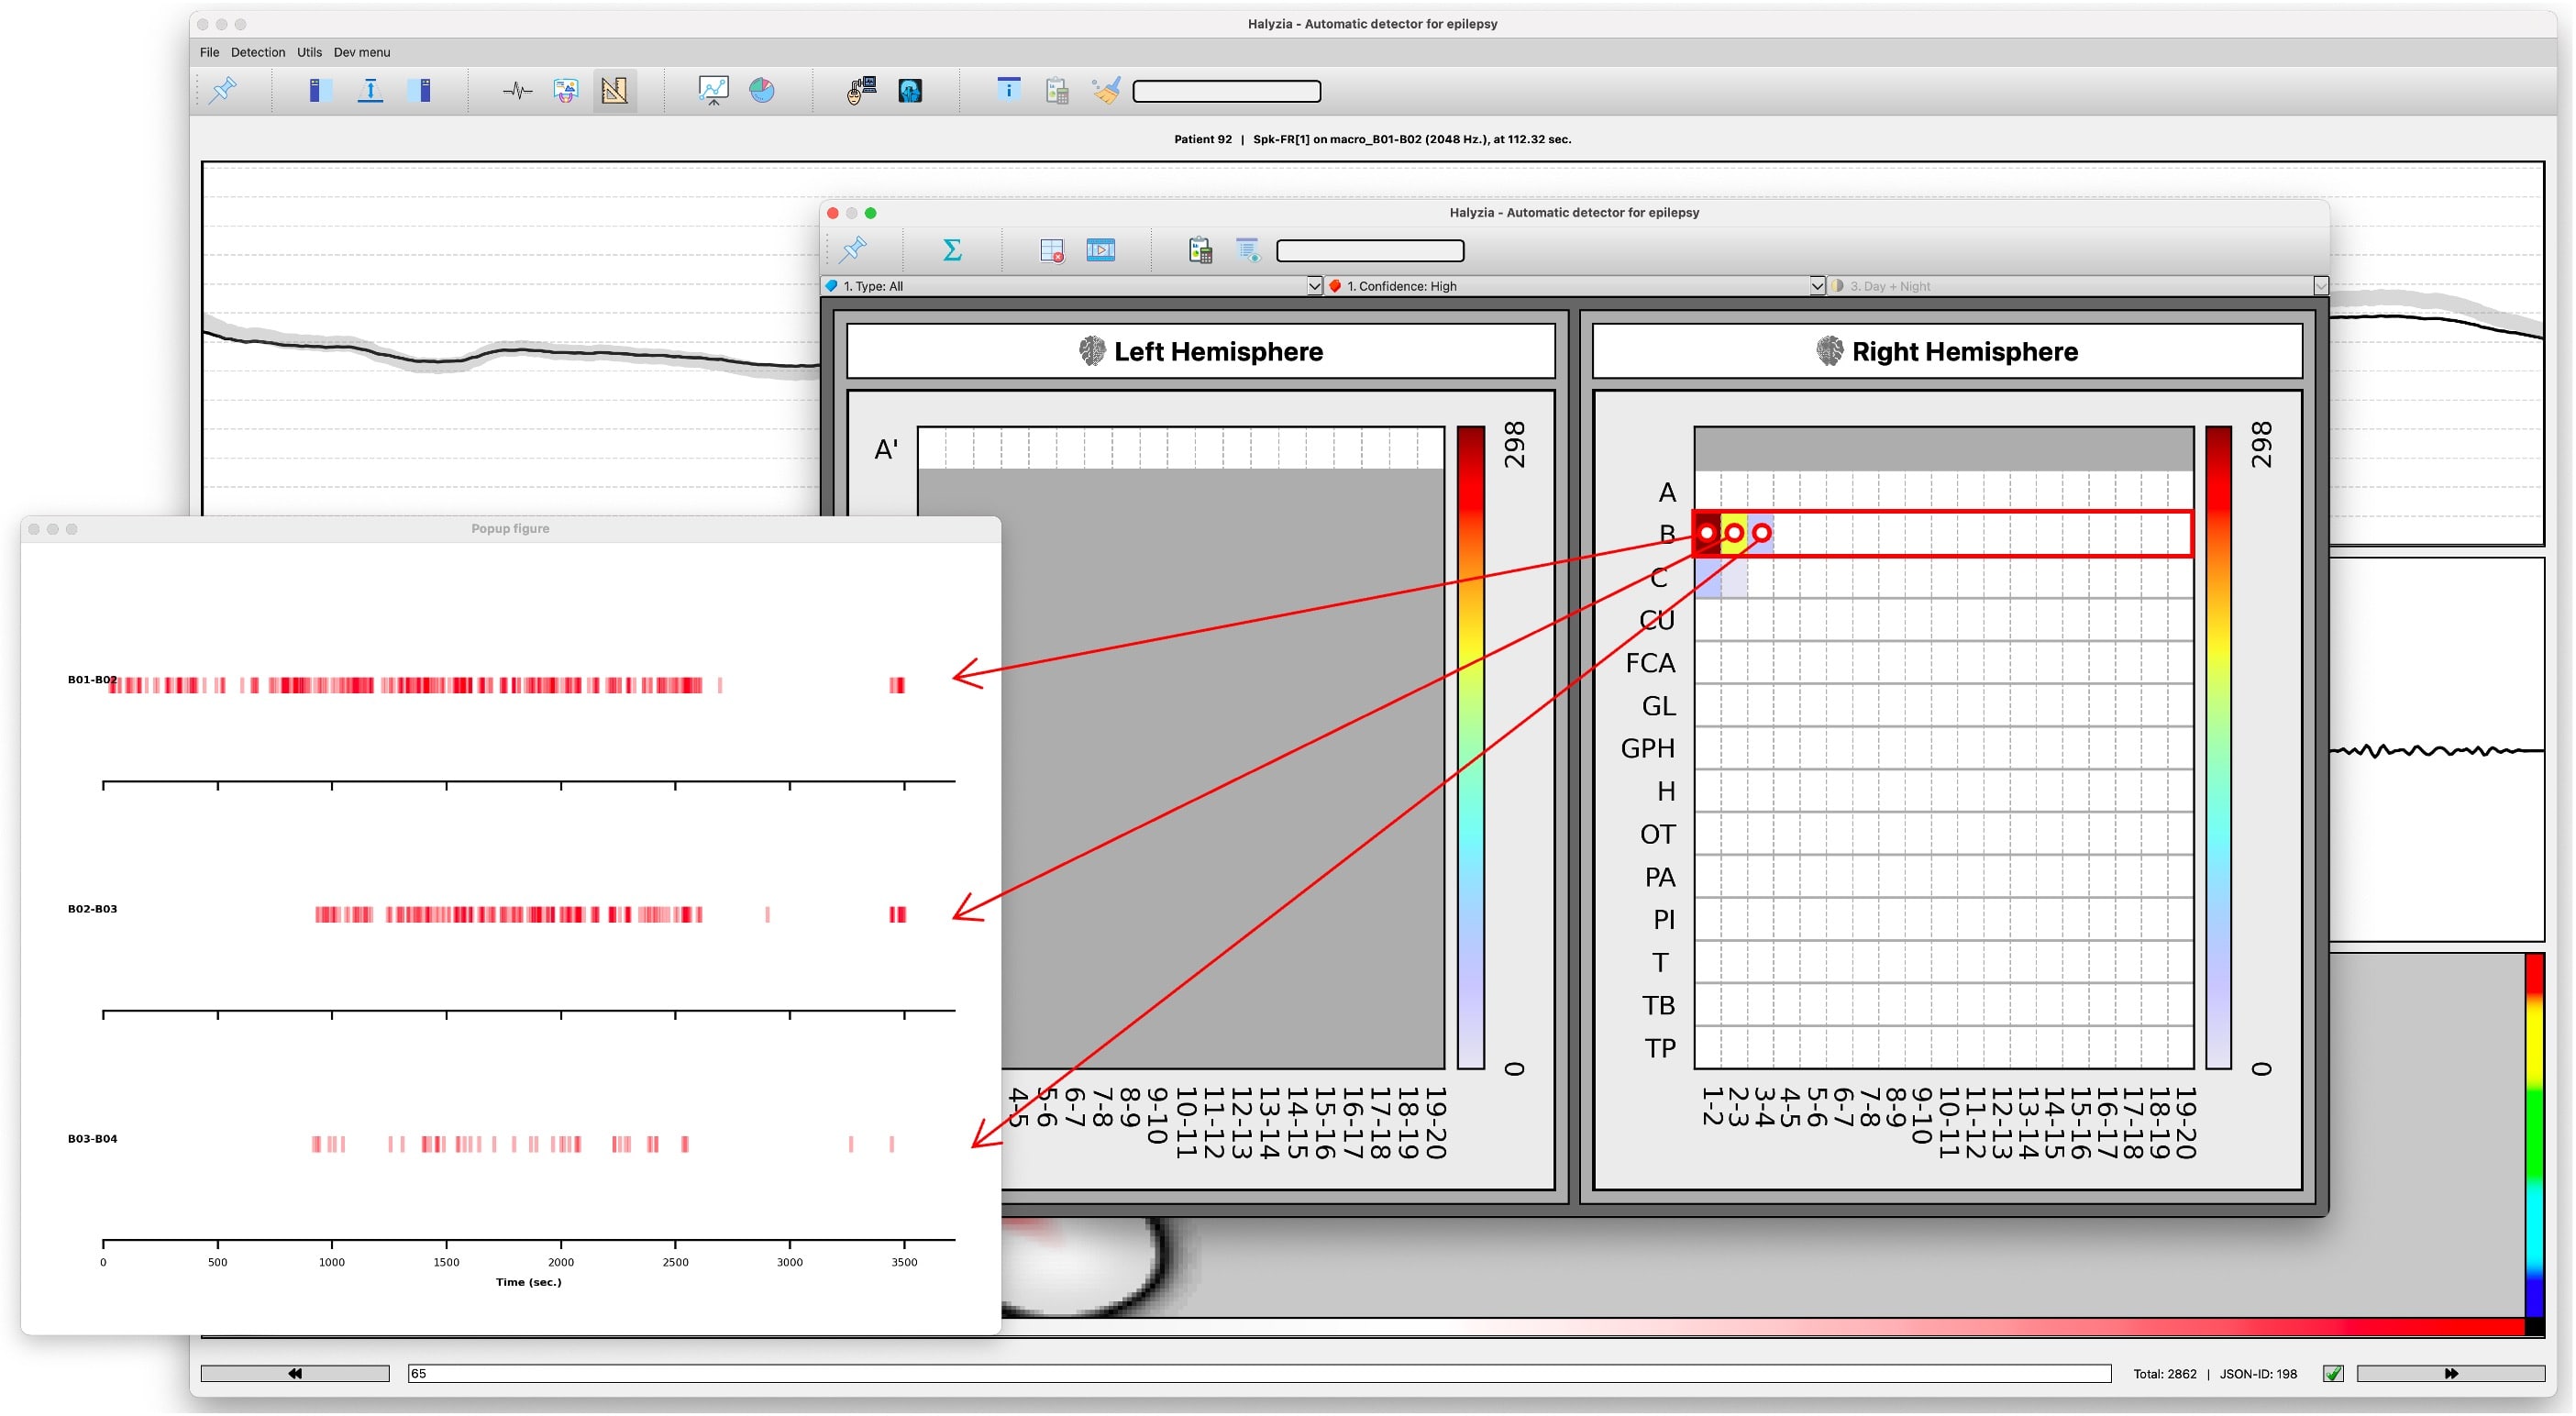 Halyzia - Automatic detector for epilepsy
File Detection Utils Dev menu
Patient 92 | Spk-FR[1] on macro_B01-B02 (2048 Hz.), at 112.32 sec.
Halyzia - Automatic detector for epilepsy
1. Type: All
1. Confidence: High
3. Day + Night
Left Hemisphere
Right Hemisphere
A'
298
0
4-5
5-6
6-7
7-8
8-9
9-10
10-11
11-12
12-13
13-14
14-15
15-16
16-17
17-18
18-19
19-20
A
B
C
CU
FCA
GL
GPH
H
OT
PA
PI
T
TB
TP
298
0
1-2
2-3
3-4
4-5
5-6
6-7
7-8
8-9
9-10
10-11
11-12
12-13
13-14
14-15
15-16
16-17
17-18
18-19
19-20
Popup figure
B01-B02
B02-B03
B03-B04
0 500 1000 1500 2000 2500 3000 3500
Time (sec.)
65
Total: 2862 | JSON-ID: 198